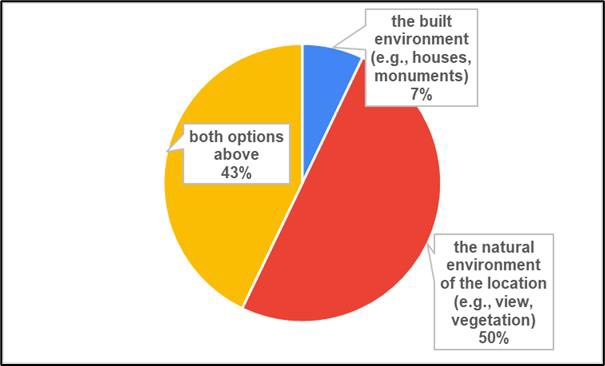 the built
environment
(e.g., houses,
monuments)
7%
both options
above
43%
the natural
environment
of the location
(e.g., view,
vegetation)
50%